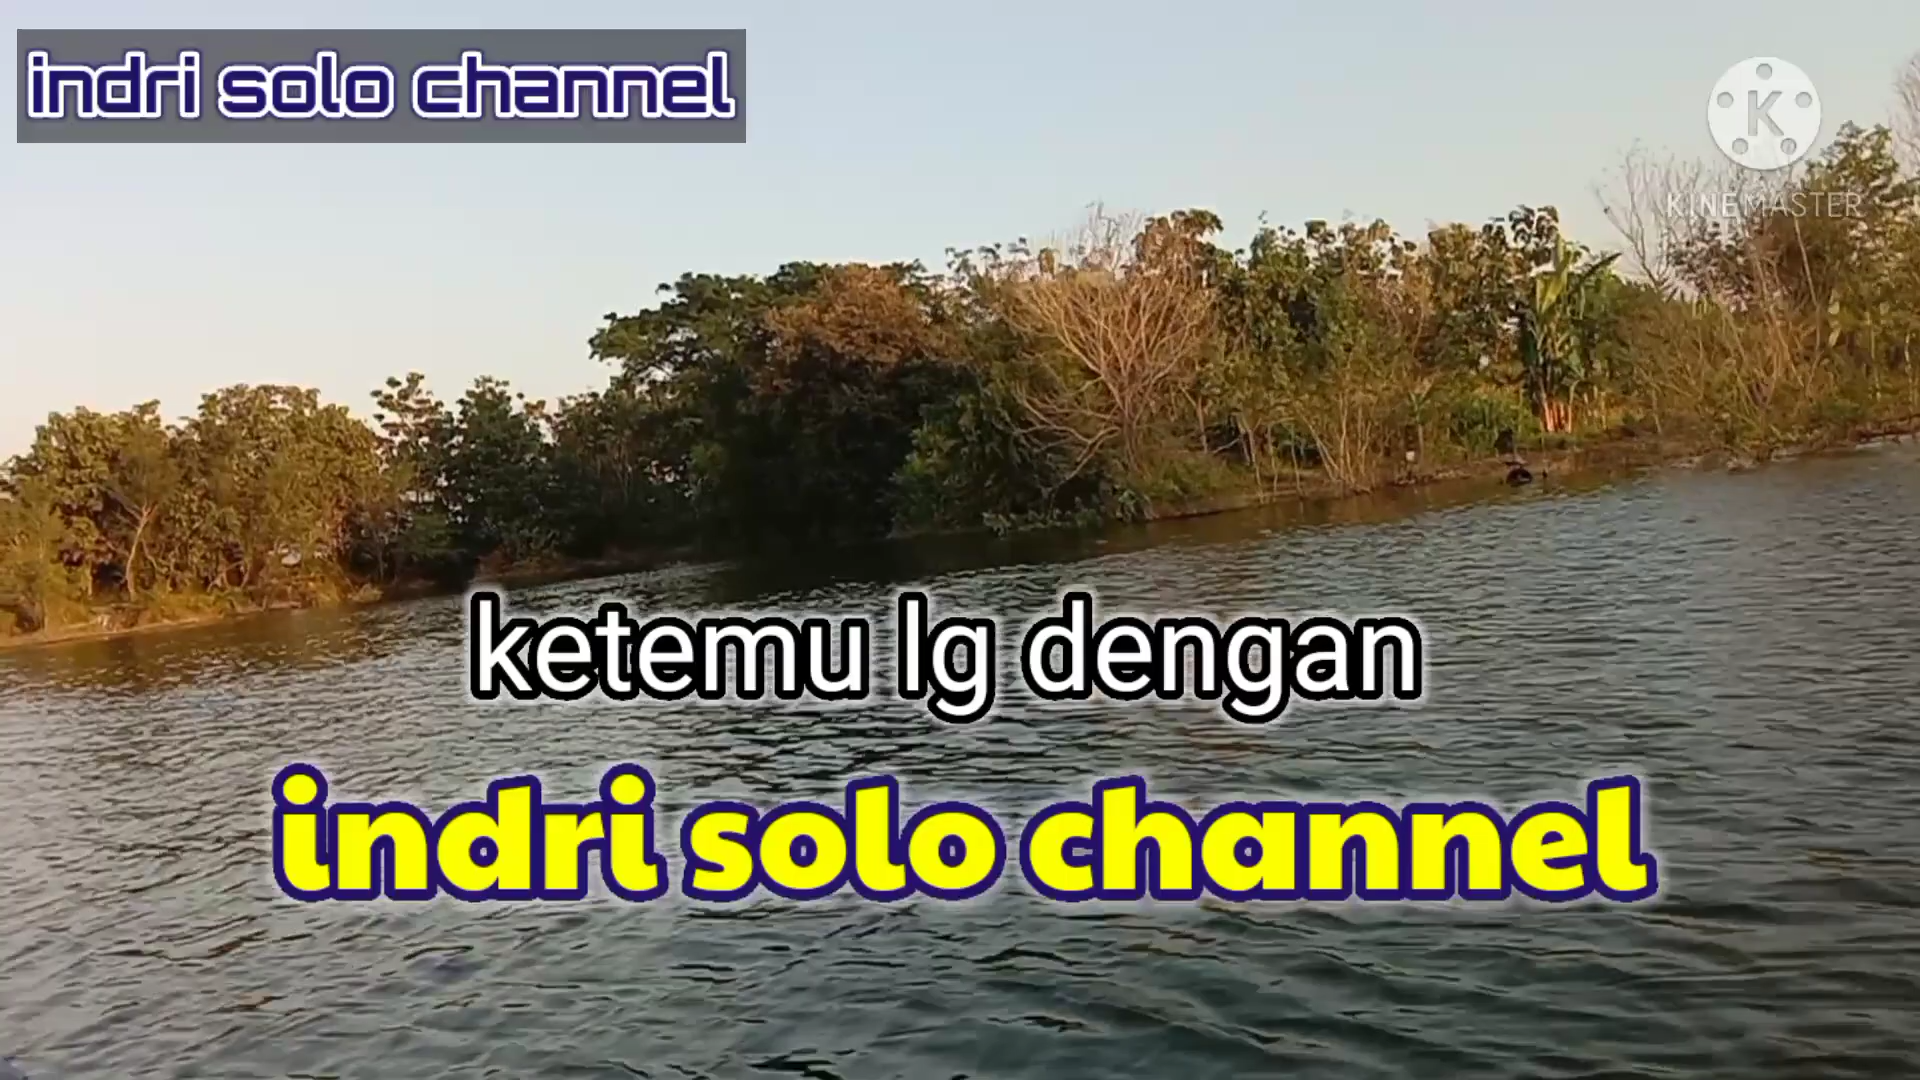 indri solo channel
K
KINEMASTER
ketemu lg dengan
indri solo channel